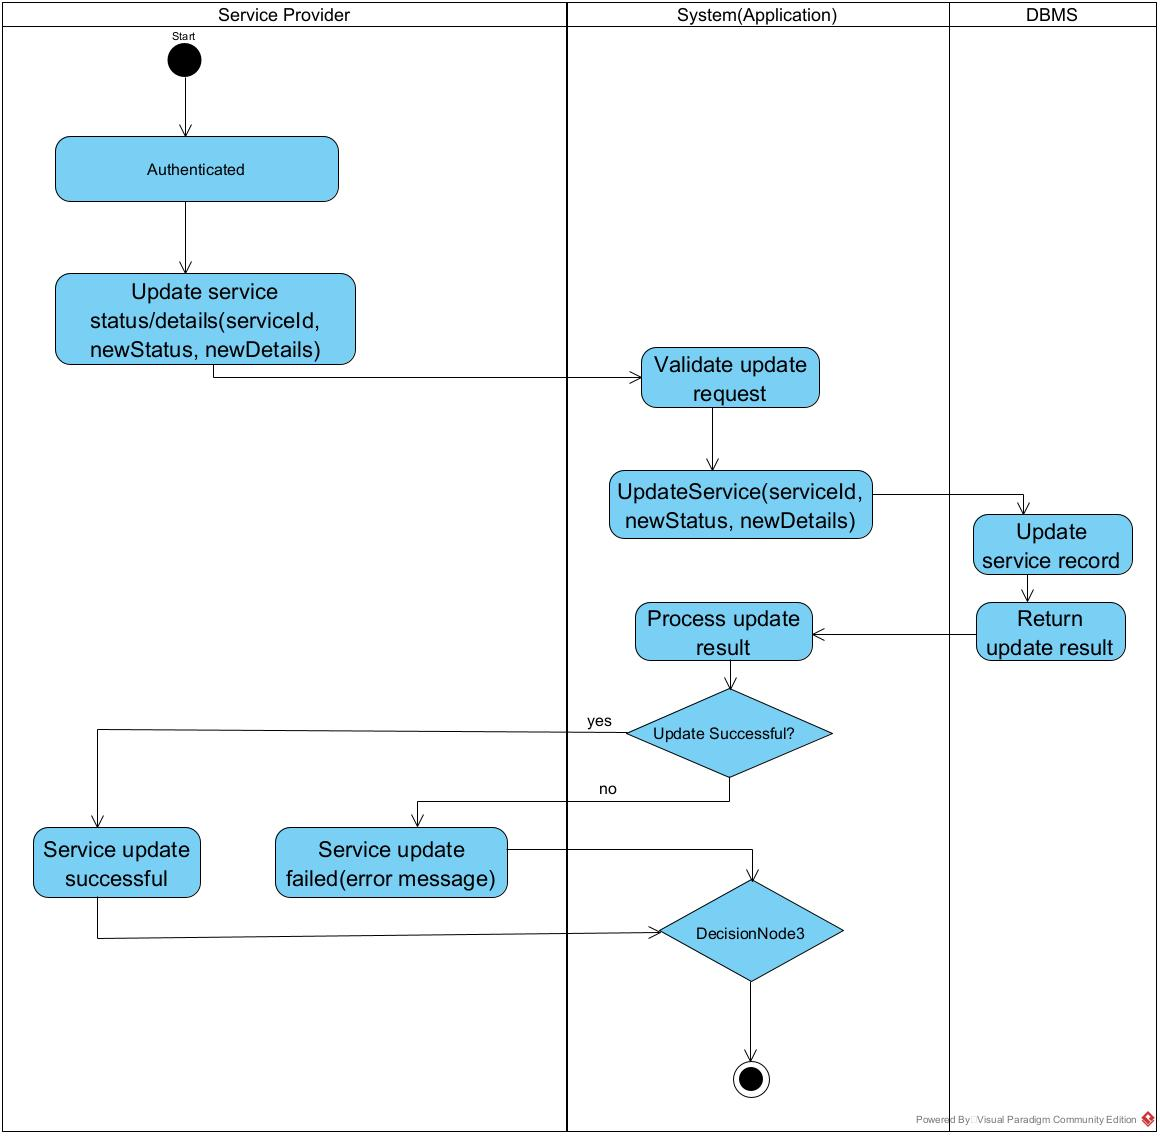 Service Provider
System(Application)
DBMS
Start
Authenticated
Update service
status/details(serviceId,
newStatus, newDetails)
Validate update
request
UpdateService(serviceId,
newStatus, newDetails)
Update
service record
Process update
result
Return
update result
yes
Update Successful?
no
Service update
successful
Service update
failed(error message)
DecisionNode3
Powered By Visual Paradigm Community Edition